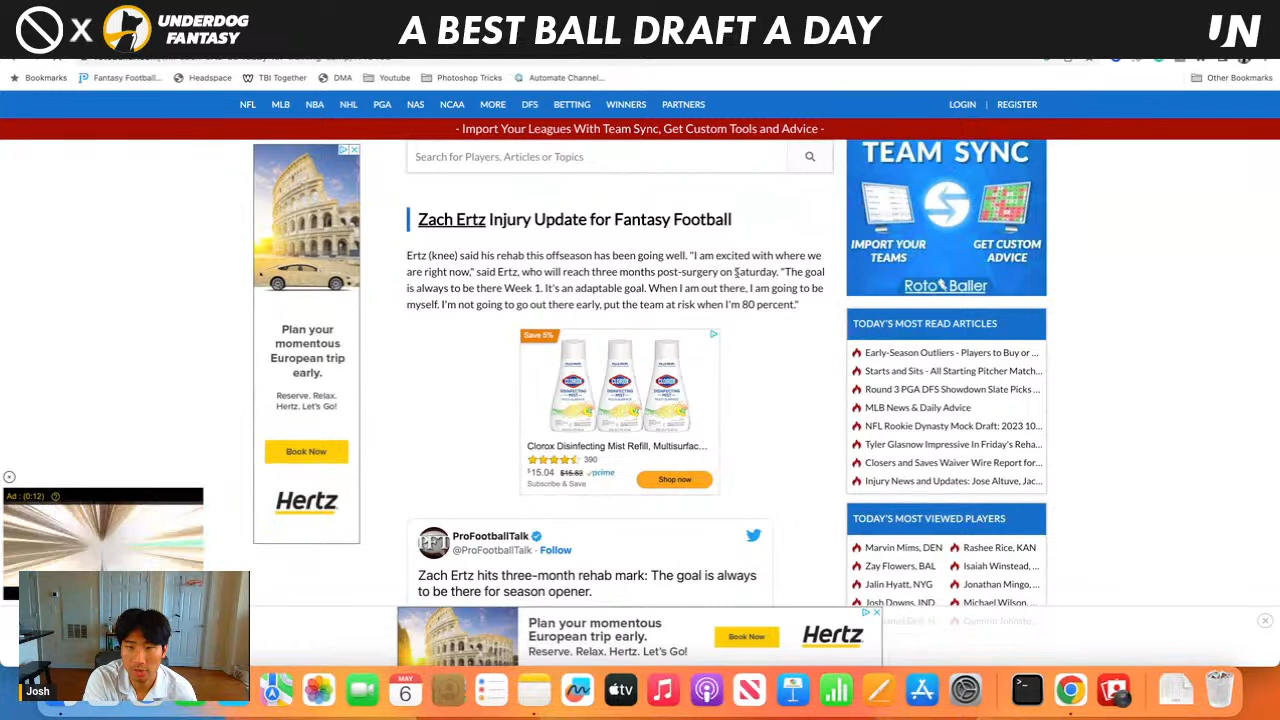 X
UNDERDOG
FANTASY
A BEST BALL DRAFT A DAY
UN
Bookmarks
Fantasy Football...
Headspace
TBI Together
DMA
Youtube
Photoshop Tricks
Automate Channel...
Other Bookmarks
NFL MLB NBA NHL PGA NAS NCAA MORE DFS BETTING WINNERS PARTNERS
LOGIN | REGISTER
- Import Your Leagues With Team Sync, Get Custom Tools and Advice -
Search for Players, Articles or Topics
Zach Ertz Injury Update for Fantasy Football
Ertz (knee) said his rehab this offseason has been going well. "I am excited with where we
are right now," said Ertz, who will reach three months post-surgery on Saturday. "The goal
is always to be there Week 1. It's an adaptable goal. When I am out there, I am going to be
myself. I'm not going to go out there early, put the team at risk when I'm 80 percent."
Save 5%
CLOROX
CLOROX
CLOROX
Clorox Disinfecting Mist Refill, Multisurfac...
390
$15.04 $15.83 prime
Subscribe & Save
Shop now
ProFootballTalk
@ProFootballTalk · Follow
Zach Ertz hits three-month rehab mark: The goal is always
to be there for season opener.
Plan your
momentous
European trip
early.
Reserve. Relax.
Hertz. Let's Go!
Book Now
Hertz
TEAM SYNC
IMPORT YOUR
TEAMS
GET CUSTOM
ADVICE
RotoBaller
TODAY'S MOST READ ARTICLES
Early-Season Outliers - Players to Buy or ...
Starts and Sits - All Starting Pitcher Match...
Round 3 PGA DFS Showdown Slate Picks ...
MLB News & Daily Advice
NFL Rookie Dynasty Mock Draft: 2023 10...
Tyler Glasnow Impressive In Friday's Reha...
Closers and Saves Waiver Wire Report for...
Injury News and Updates: Jose Altuve, Jac...
TODAY'S MOST VIEWED PLAYERS
Marvin Mims, DEN
Rashee Rice, KAN
Zay Flowers, BAL
Isaiah Winstead, ...
Jalin Hyatt, NYG
Jonathan Mingo, ...
Josh Downs, IND
Michael Wilson, ...
Quentin Johnsto...
Ad : (0:12)
Plan your momentous
European trip early.
Reserve. Relax. Hertz. Let's Go!
Book Now
Hertz
Josh
MAY
6
tv